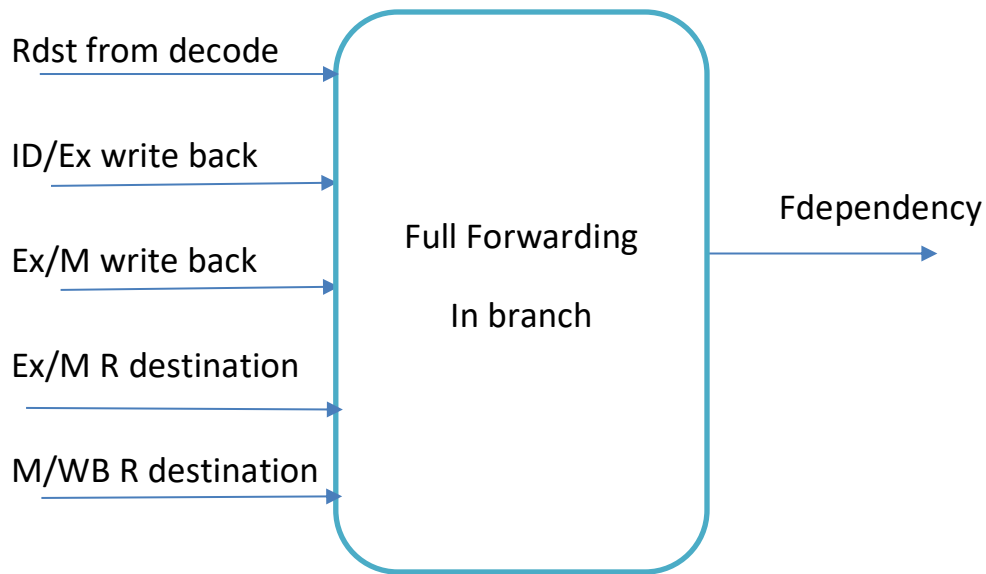 Rdst from decode
ID/Ex write back
Ex/M write back
Ex/M R destination
M/WB R destination
Full Forwarding
In branch
Fdependency